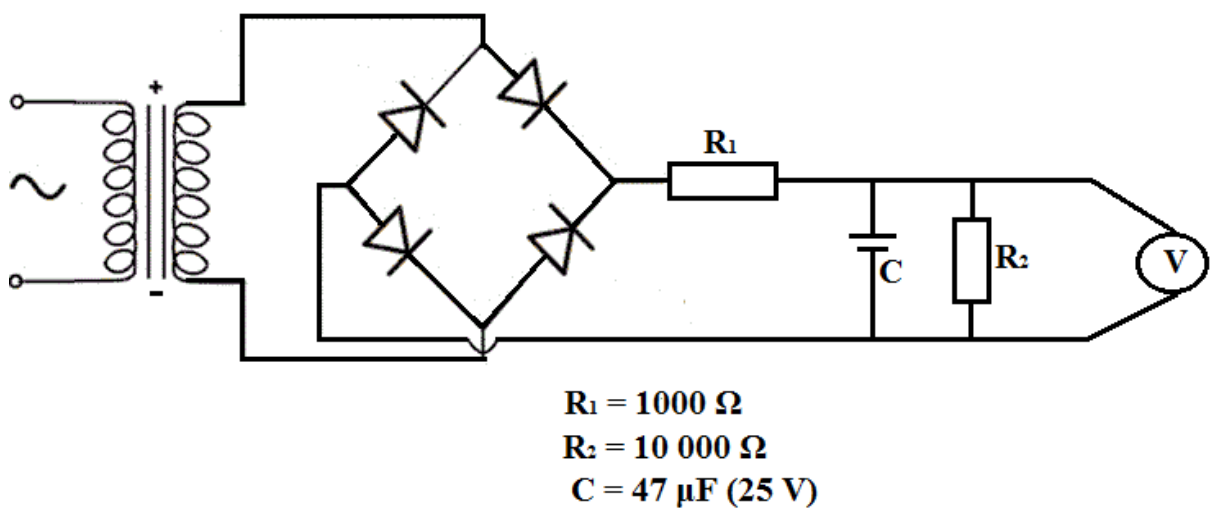 +
-
R₁
C
R₂
V
R₁ = 1000 Ω
R₂ = 10 000 Ω
C = 47 µF (25 V)